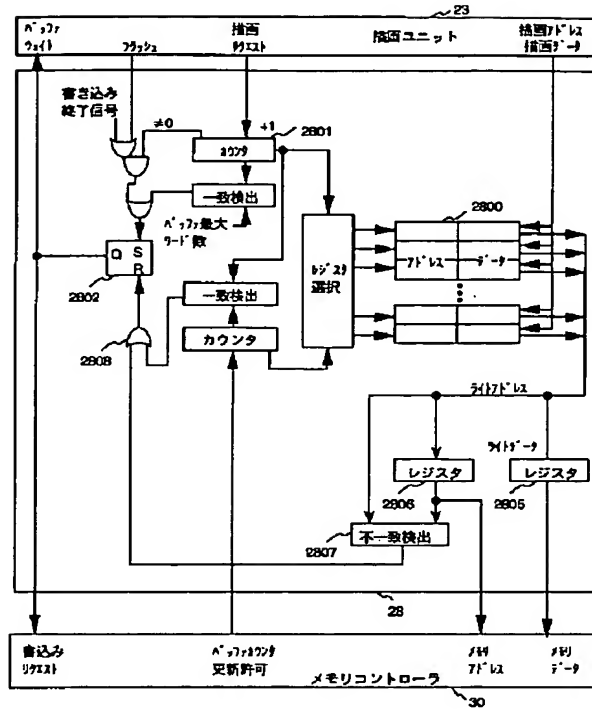 23
バッファ
ウェイト
フラッシュ
描画
リクエスト
描画ユニット
描画アドレス
描画データ
書き込み
終了信号
≠0
+1
2801
カウンタ
一致検出
バッファ最大
ワード数
Q S
R
2802
一致検出
カウンタ
2808
レジスタ
選択
2800
アドレス
データ
ライトアドレス
ライトデータ
レジスタ
2806
レジスタ
2805
不一致検出
2807
28
書込み
リクエスト
バッファカウンタ
更新許可
メモリコントローラ
メモリ
アドレス
メモリ
データ
30